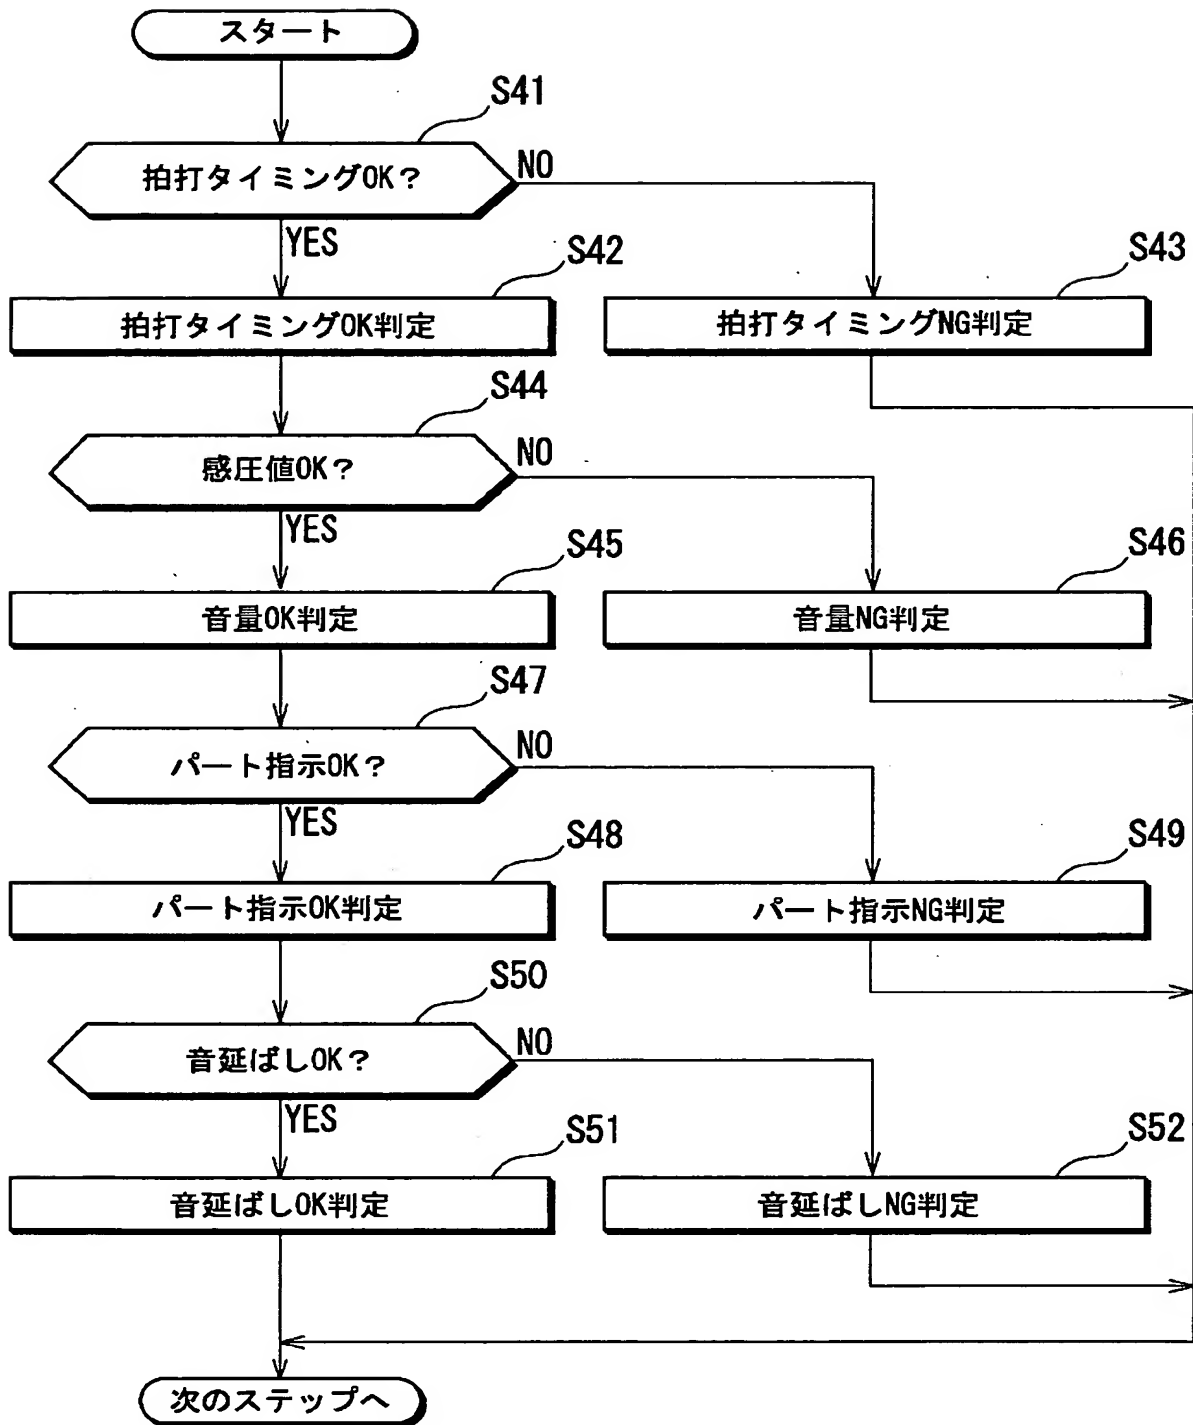 スタート
S41
拍打タイミングOK?
NO
YES
S42
S43
拍打タイミングOK判定
拍打タイミングNG判定
S44
感圧値OK?
NO
YES
S45
S46
音量OK判定
音量NG判定
S47
パート指示OK?
NO
YES
S48
S49
パート指示OK判定
パート指示NG判定
S50
音延ばしOK?
NO
YES
S51
S52
音延ばしOK判定
音延ばしNG判定
次のステップへ